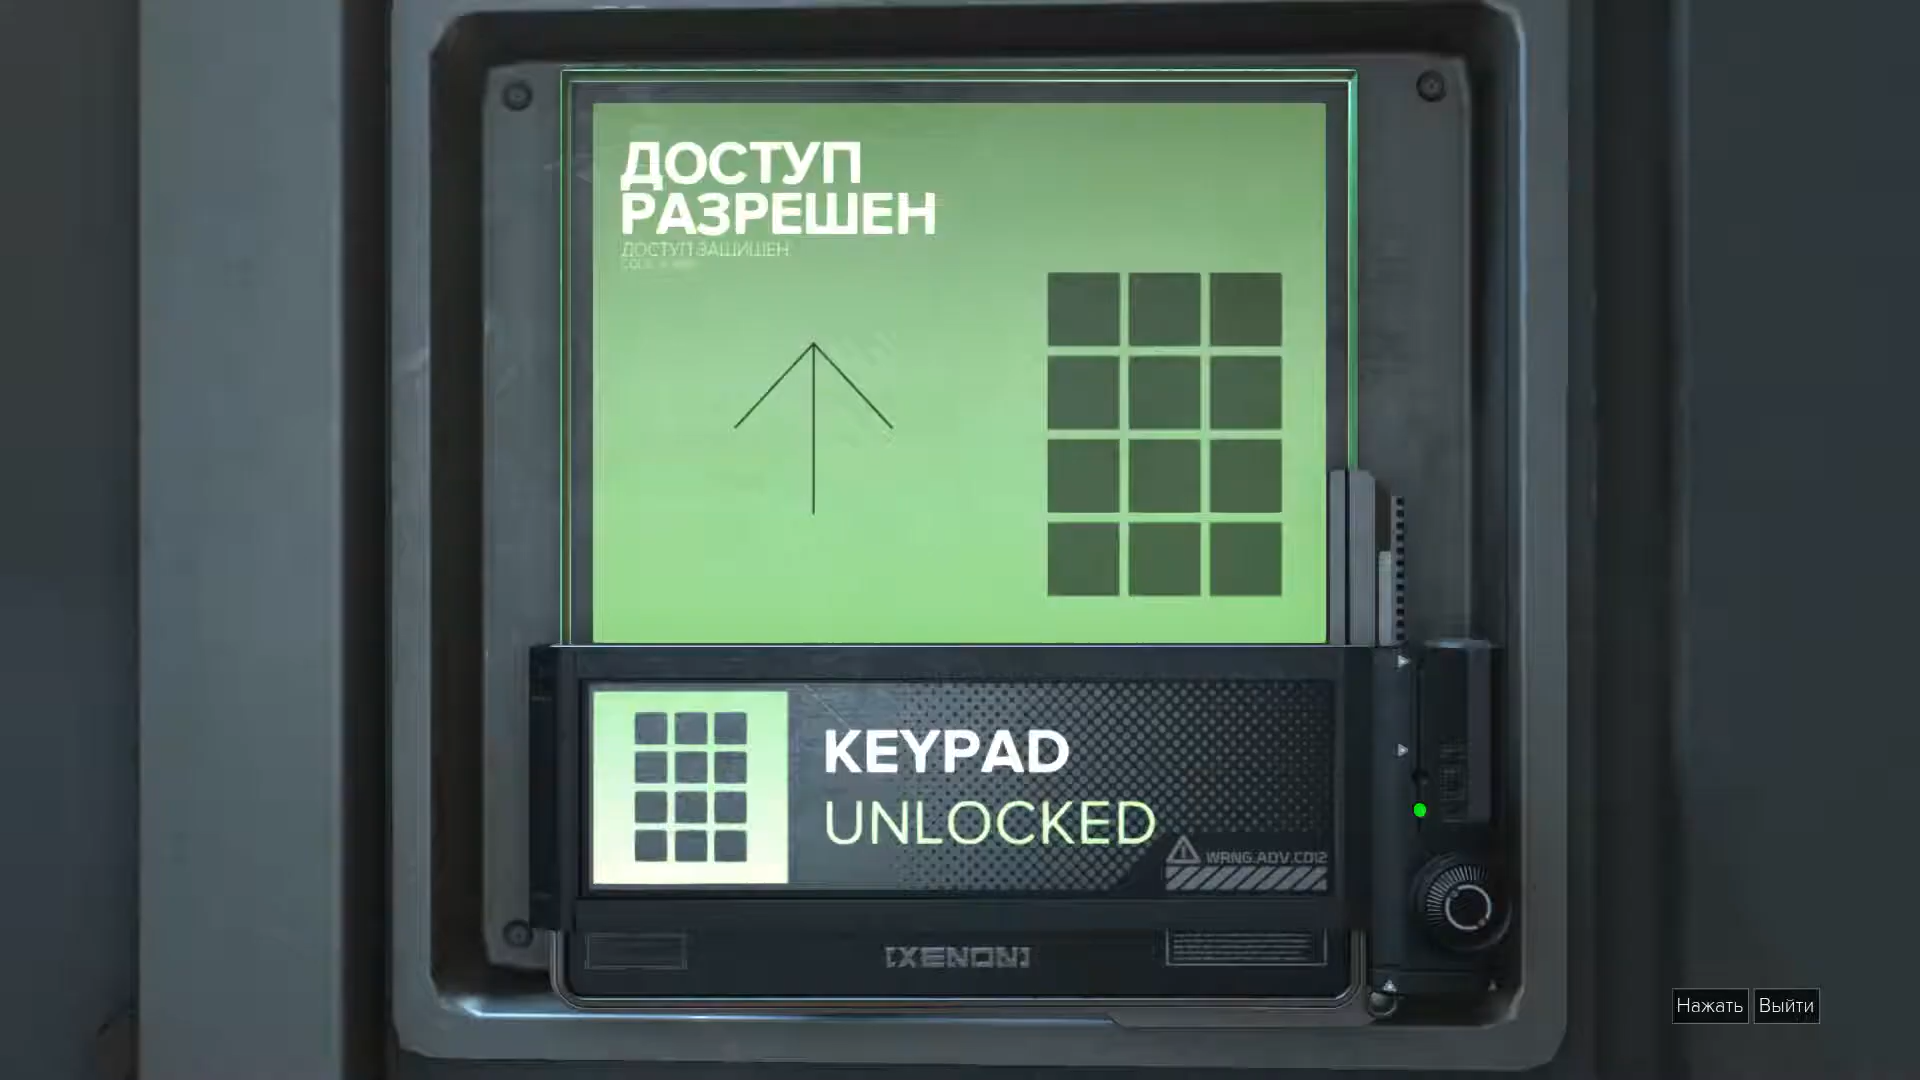 ДОСТУП
РАЗРЕШЕН
ДОСТУП ЗАЩИЩЕН
KEYPAD
UNLOCKED
WRNG.ADV.CD12
[XENON]
Нажать Выйти